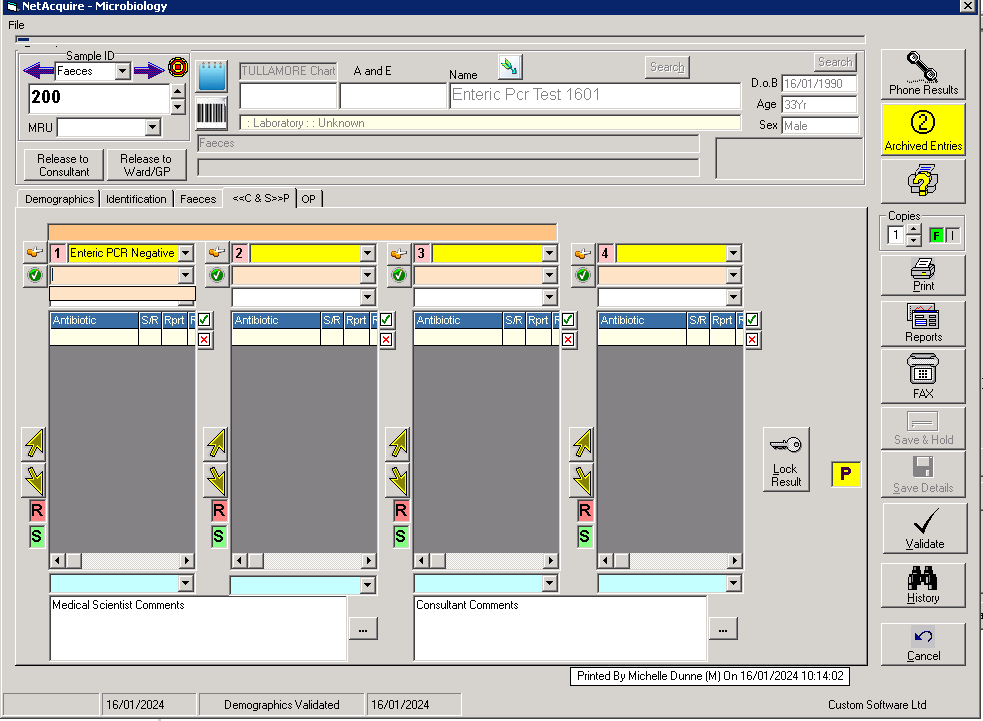 NetAcquire - Microbiology
File
Sample ID
Faeces
200
MRU
TULLAMORE Chart
A and E
Name
Search
Enteric Pcr Test 1601
: Laboratory : : Unknown
Faeces
Search
D.o.B 16/01/1990
Age 33Yr
Sex Male
Release to Consultant
Release to Ward/GP
Demographics
Identification
Faeces
<<C & S>>P
OP
1 Enteric PCR Negative
2
3
4
Antibiotic S/R Rprt R
Antibiotic S/R Rprt R
Antibiotic S/R Rprt R
Antibiotic S/R Rprt R
R
S
R
S
R
S
R
S
Lock Result
P
Medical Scientist Comments
...
Consultant Comments
...
Phone Results
2
Archived Entries
Copies
1 F I
Print
Reports
FAX
Save & Hold
Save Details
Validate
History
Cancel
Printed By Michelle Dunne (M) On 16/01/2024 10:14:02
16/01/2024
Demographics Validated
16/01/2024
Custom Software Ltd